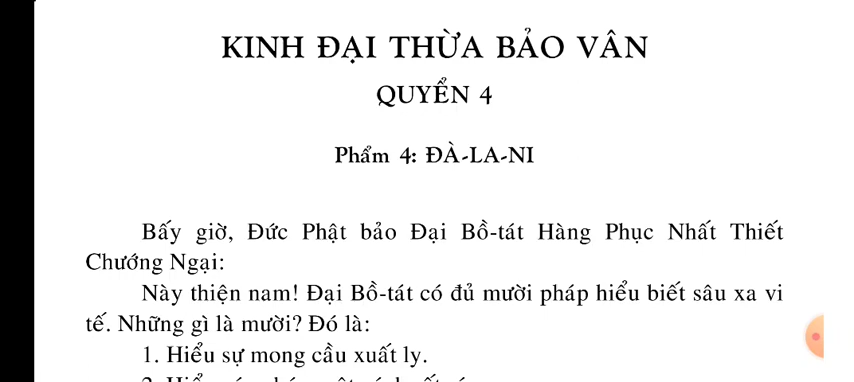 KINH ĐẠI THỪA BẢO VÂN
QUYỂN 4
Phẩm 4: ĐÀ-LA-NI
Bấy giờ, Đức Phật bảo Đại Bồ-tát Hàng Phục Nhất Thiết
Chướng Ngại:
Này thiện nam! Đại Bồ-tát có đủ mười pháp hiểu biết sâu xa vi
tế. Những gì là mười? Đó là:
1. Hiểu sự mong cầu xuất ly.